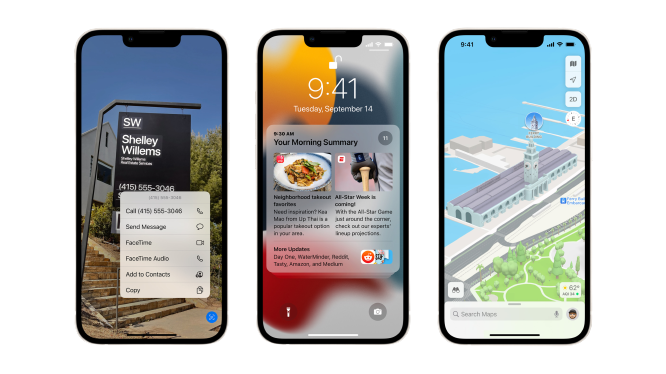 SW
Shelley
Willems
Shelley Willems
Real Estate Services
(415) 555-3046
(415) 555-3046
Call (415) 555-3046
Send Message
FaceTime
FaceTime Audio
Add to Contacts
Copy
9:41
Tuesday, September 14
9:30 AM
Your Morning Summary
11
Neighborhood takeout
favorites
Need inspiration? Kaa
Mao from Up Thai is a
popular takeout option
in your area.
All-Star Week is
coming!
With the All-Star Game
just around the corner,
check out our experts'
lineup projections.
More Updates
Day One, WaterMinder, Reddit,
Tasty, Amazon, and Medium
9:41
2D
E
62°
Search Maps